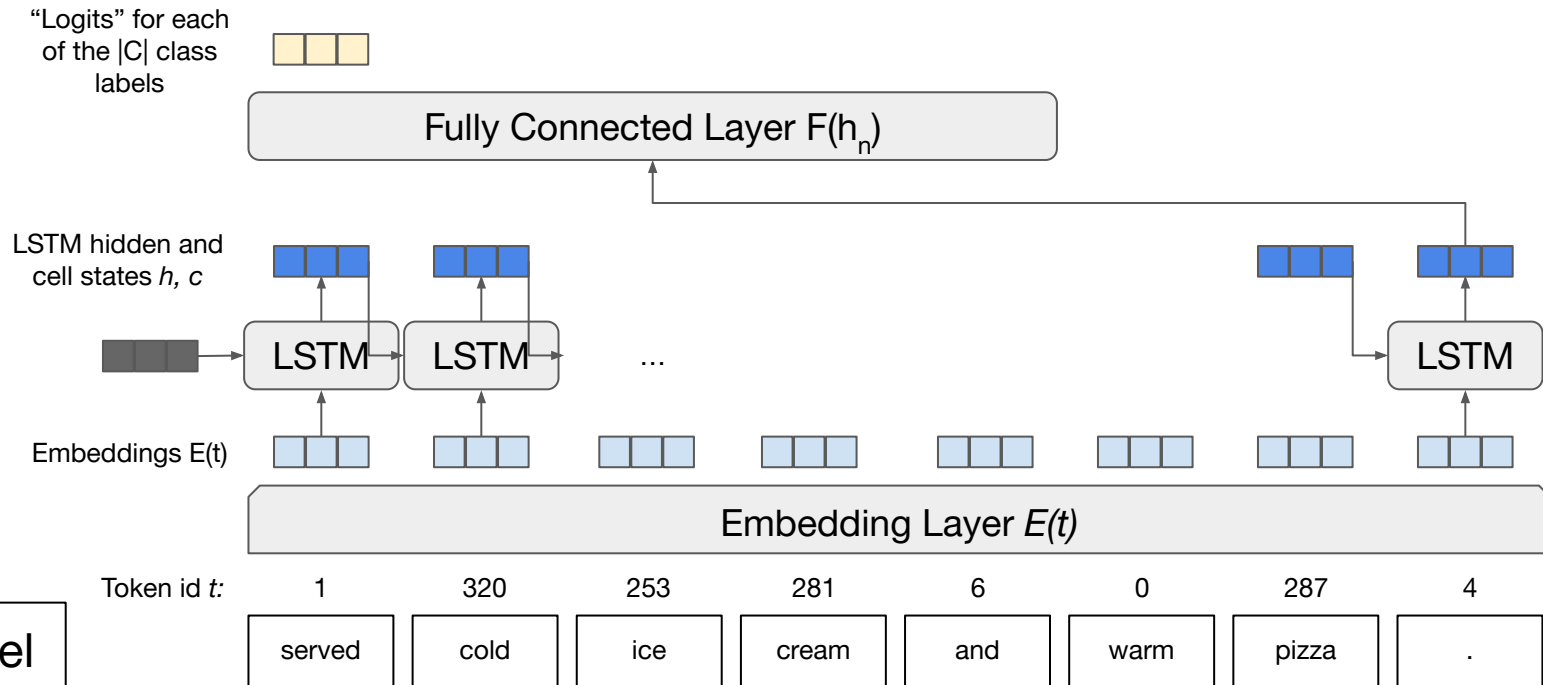 “Logits” for each
of the |C| class
labels
Fully Connected Layer F(hn)
LSTM hidden and
cell states h, c
LSTM LSTM ... LSTM
Embeddings E(t)
Embedding Layer E(t)
Token id t: 1 320 253 281 6 0 287 4
el served cold ice cream and warm pizza .